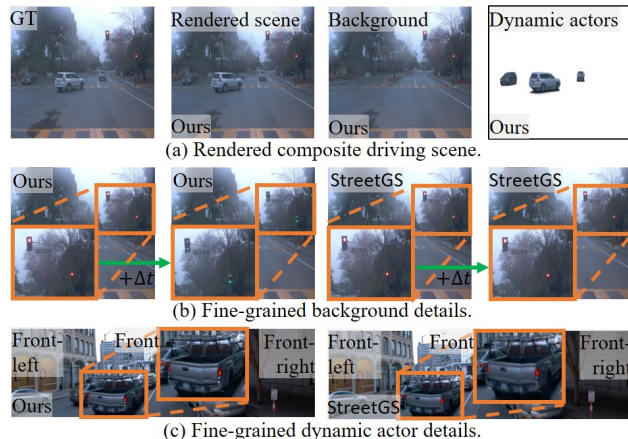 GT
Rendered scene
Background
Dynamic actors
Ours
Ours
Ours
(a) Rendered composite driving scene.
Ours
Ours
StreetGS
StreetGS
+Δt
+Δt
(b) Fine-grained background details.
Front-
left
Front
Front-
right
Ours
Front-
left
Front
Front-
right
StreetGS
(c) Fine-grained dynamic actor details.